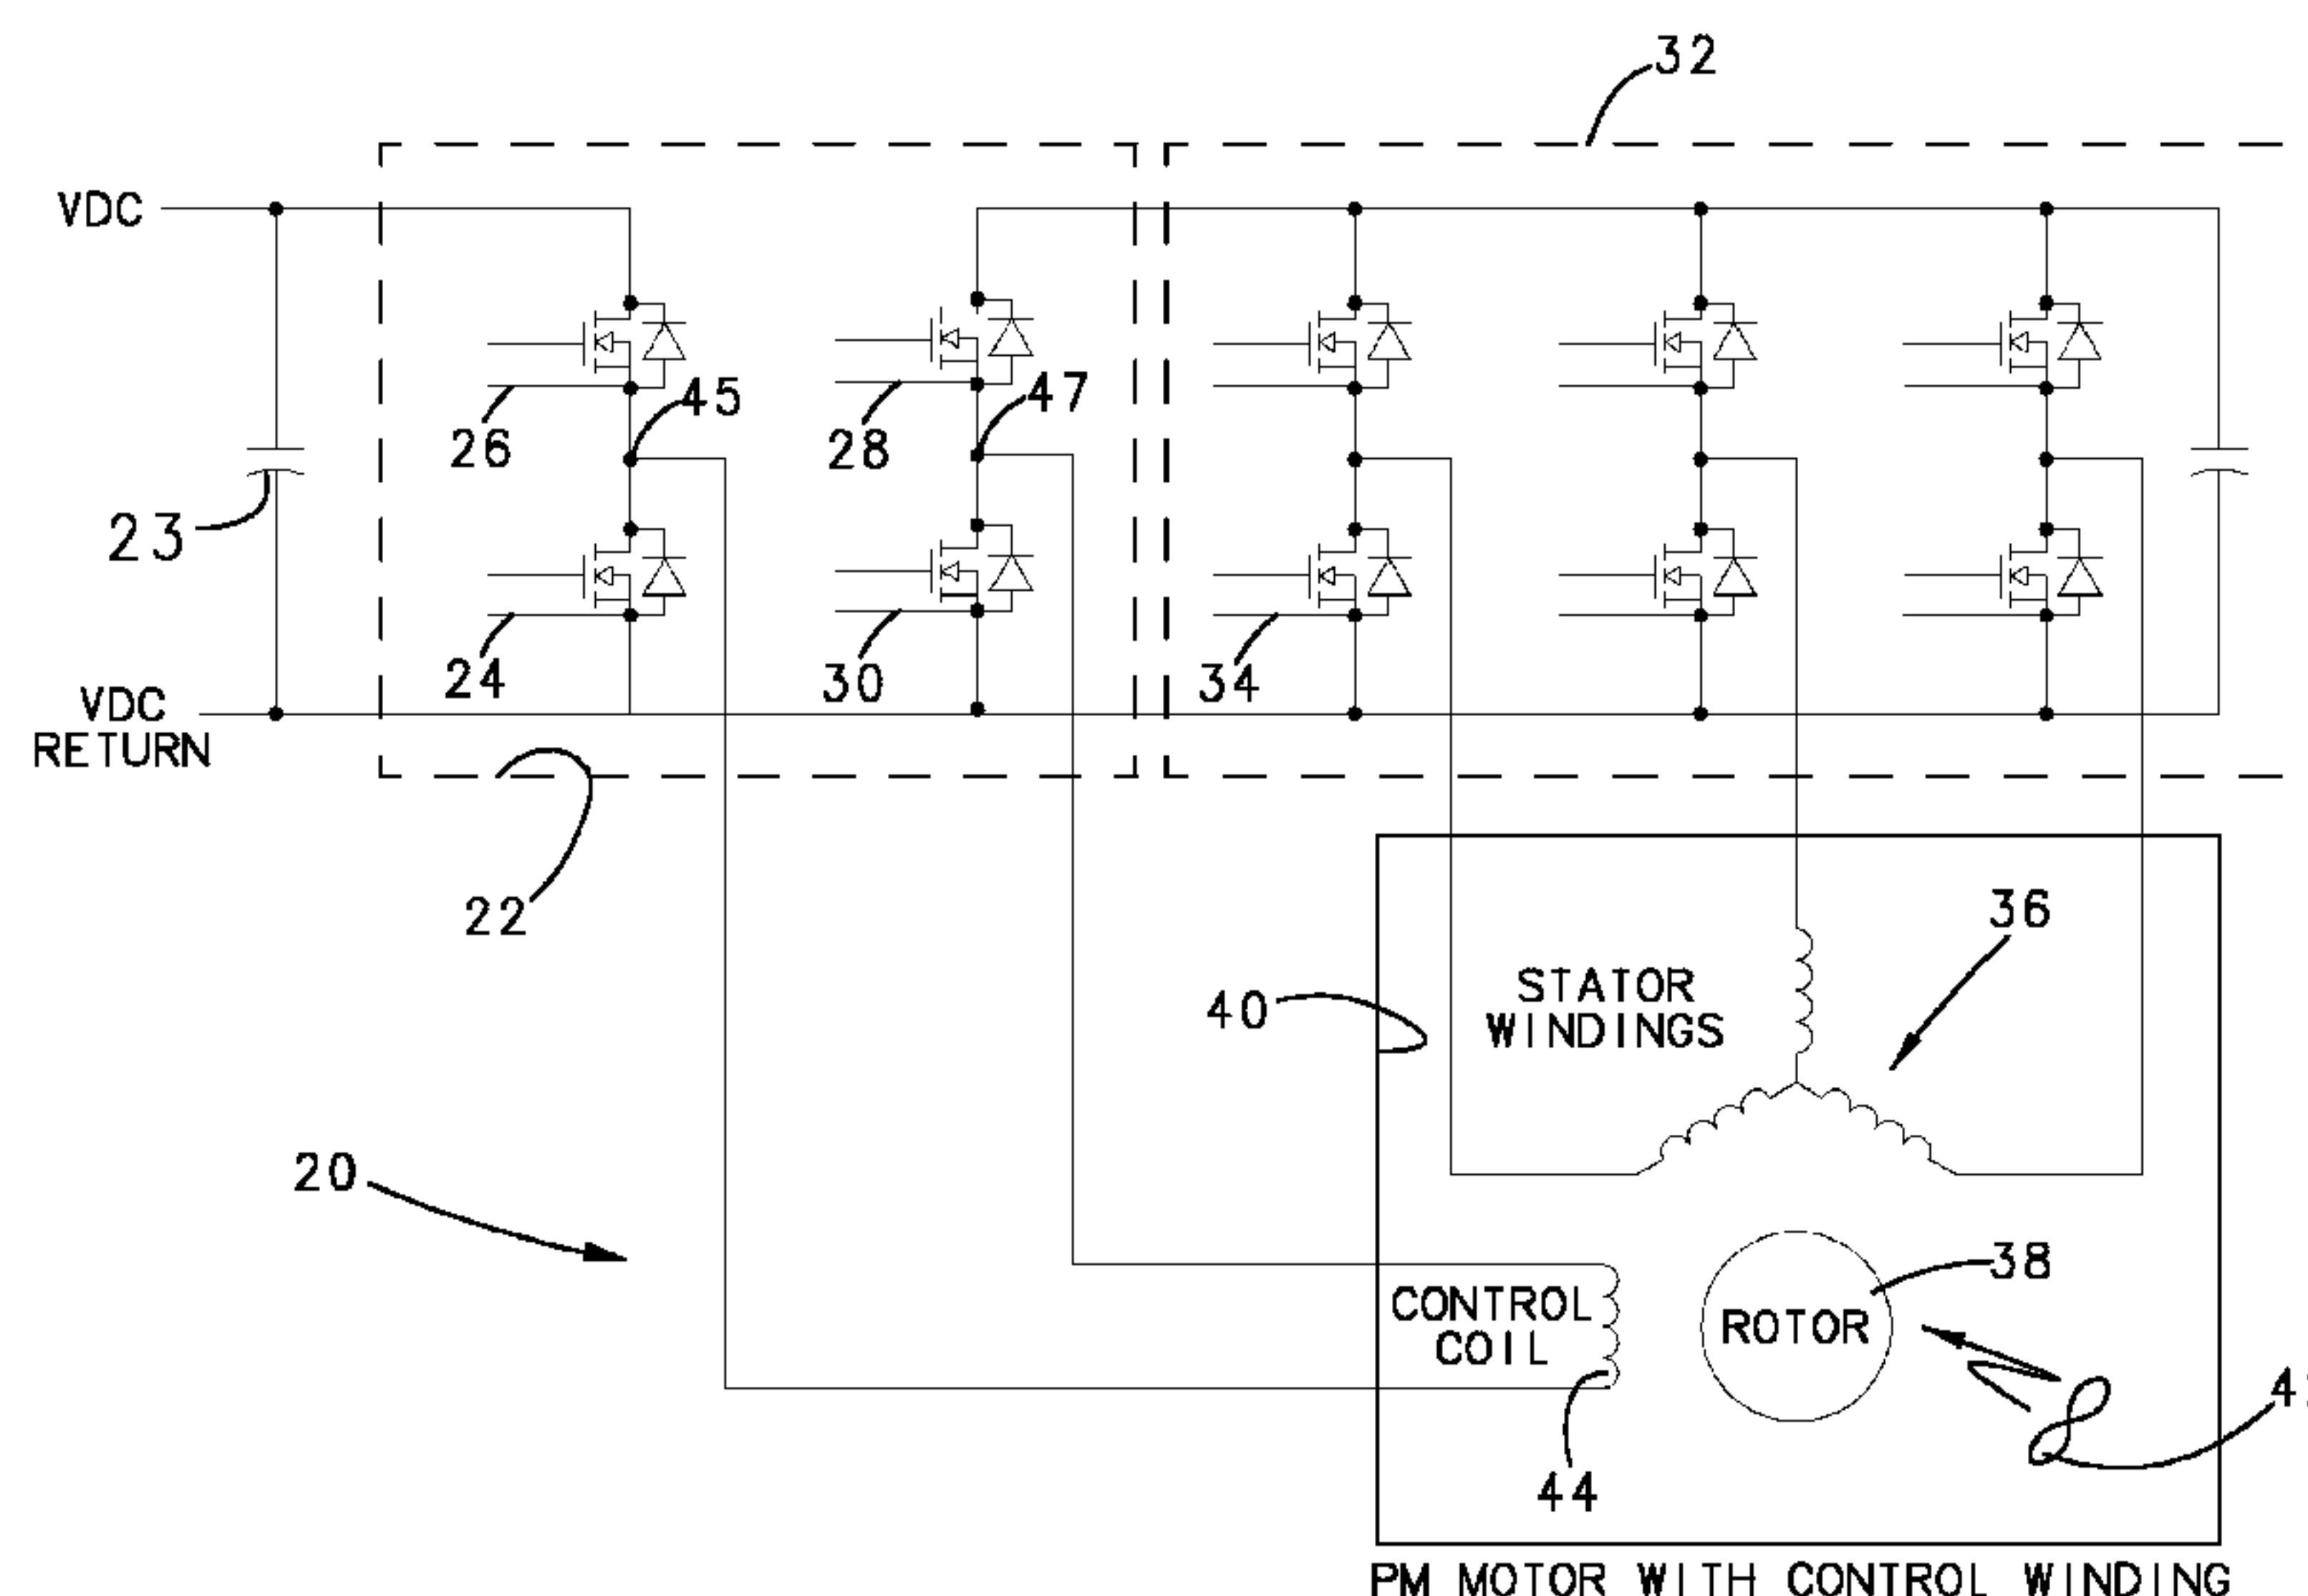 32
VDC
45
47
26
28
23
24
30
34
VDC
RETURN
22
36
STATOR
WINDINGS
40
20
38
CONTROL
COIL
ROTOR
44
PM MOTOR WITH CONTROL WINDING